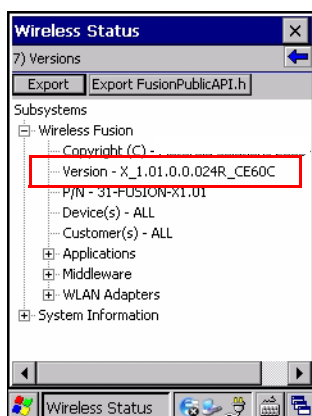 Wireless Status
7) Versions
Export Export FusionPublicAPI.h
Subsystems
Wireless Fusion
Copyright (C) -
Version - X_1.01.0.0.024R_CE60C
P/N - 31-FUSION-X1.01
Device(s) - ALL
Customer(s) - ALL
Applications
Middleware
WLAN Adapters
System Information
Wireless Status